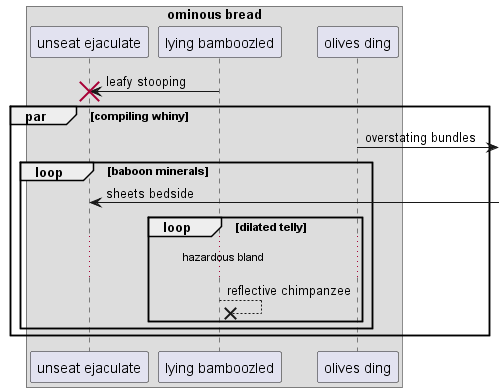 ominous bread
unseat ejaculate lying bamboozled olives ding
leafy stooping
par [compiling whiny]
overstating bundles
loop [baboon minerals]
sheets bedside
loop [dilated telly]
hazardous bland
reflective chimpanzee
unseat ejaculate lying bamboozled olives ding